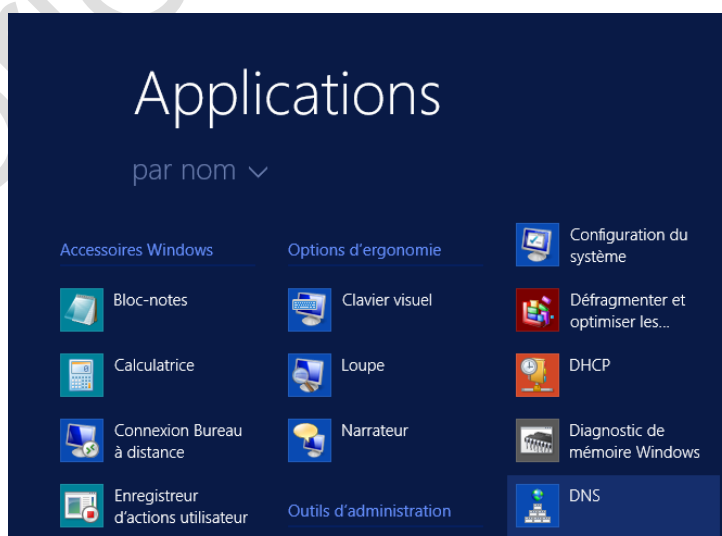 Applications
par nom
Accessoires Windows
Bloc-notes
Calculatrice
Connexion Bureau
à distance
Enregistreur
d'actions utilisateur
Options d'ergonomie
Clavier visuel
Loupe
Narrateur
Outils d'administration
Configuration du
système
Défragmenter et
optimiser les...
DHCP
Diagnostic de
mémoire Windows
DNS